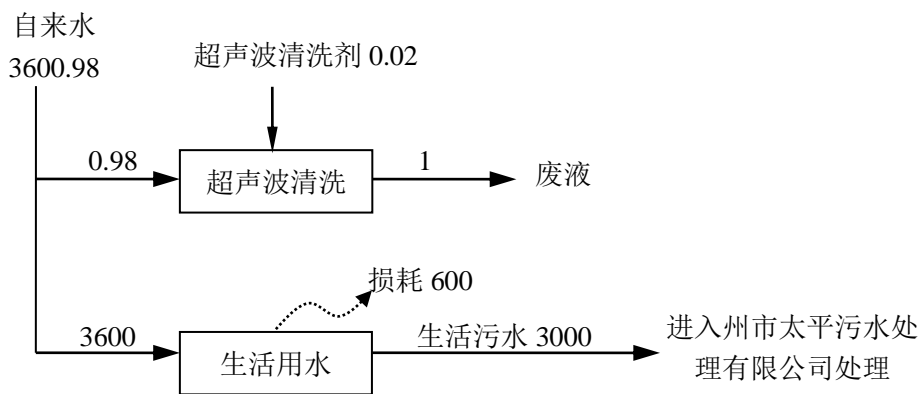 自来水
3600.98
超声波清洗剂 0.02
0.98
超声波清洗
1
废液
损耗 600
3600
生活用水
生活污水 3000
进入州市太平污水处
理有限公司处理